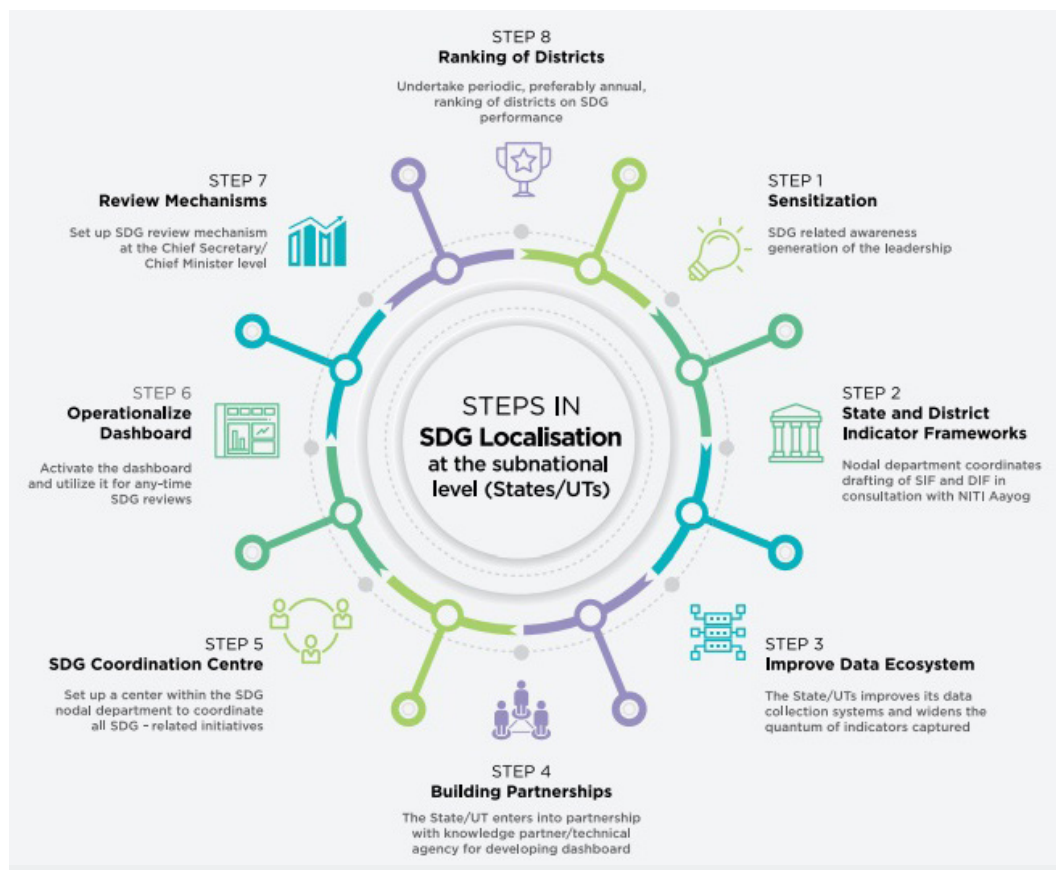 STEPS IN
SDG Localisation
at the subnational
level (States/UTs)
STEP 1
Sensitization
SDG related awareness
generation of the leadership
STEP 2
State and District
Indicator Frameworks
Nodal department coordinates
drafting of SIF and DIF in
consultation with NITI Aayog
STEP 3
Improve Data Ecosystem
The State/UTs improves its data
collection systems and widens the
quantum of indicators captured
STEP 4
Building Partnerships
The State/UT enters into partnership
with knowledge partner/technical
agency for developing dashboard
STEP 5
SDG Coordination Centre
Set up a center within the SDG
nodal department to coordinate
all SDG – related initiatives
STEP 6
Operationalize
Dashboard
Activate the dashboard
and utilize it for any-time
SDG reviews
STEP 7
Review Mechanisms
Set up SDG review mechanism
at the Chief Secretary/
Chief Minister level
STEP 8
Ranking of Districts
Undertake periodic, preferably annual,
ranking of districts on SDG
performance